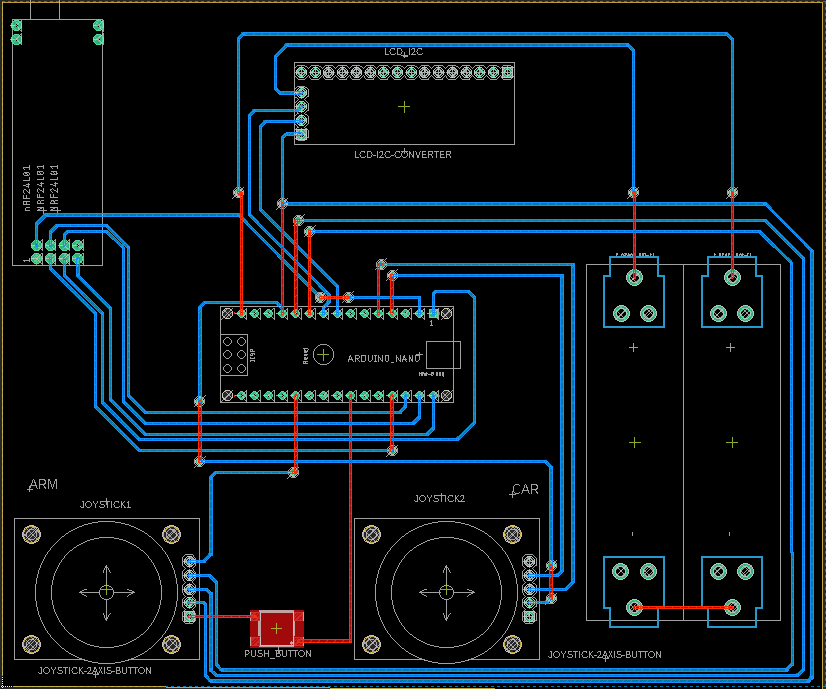 LCD_I2C
LCD-I2C-CONVERTER
nRF24L01
NRF24L01
NRF24L01
1
1
ICSP
Reset
ARDUINO_NANO
ARM
CAR
JOYSTICK1
JOYSTICK2
PUSH_BUTTON
JOYSTICK-2AXIS-BUTTON
JOYSTICK-2AXIS-BUTTON